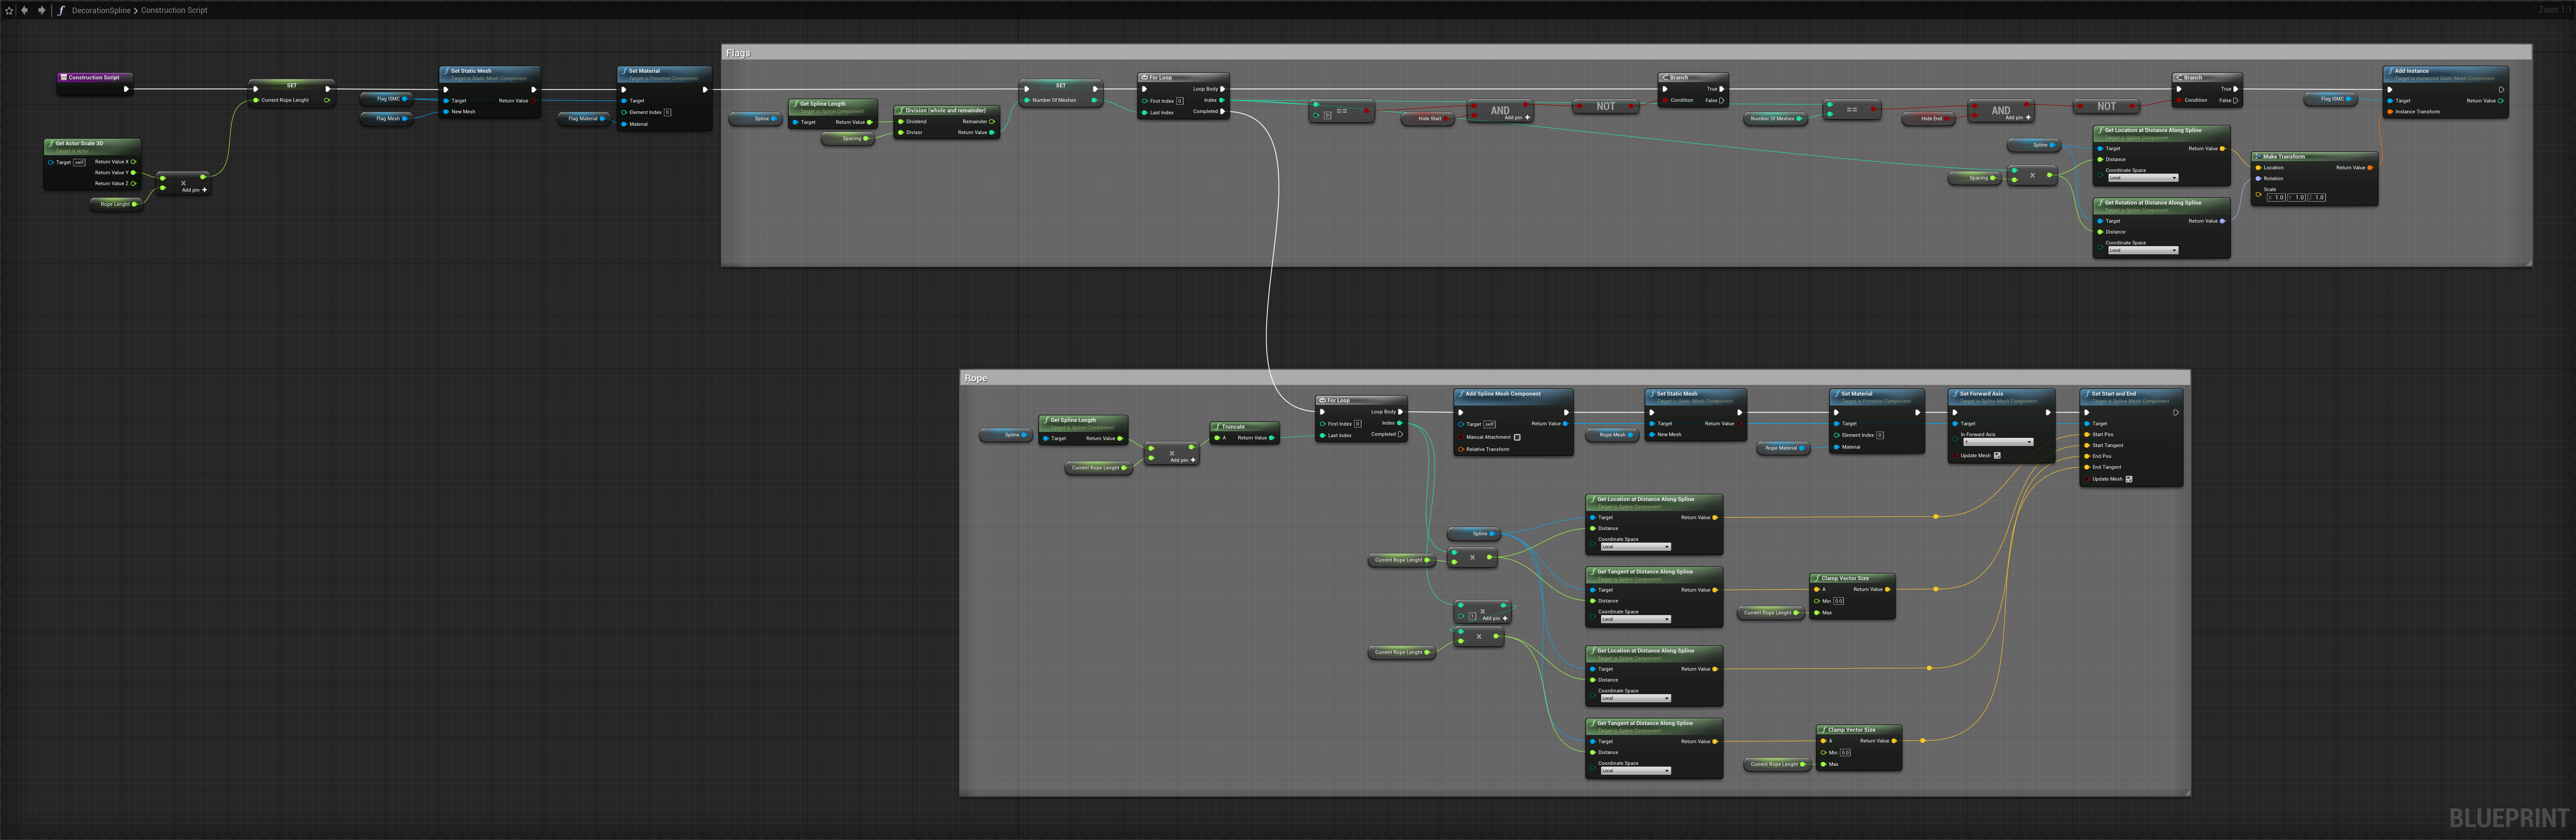 DecorationSpline > Construction Script
Zoom 1:1
Construction Script
SET
Current Rope Lenght
Get Actor Scale 3D
Target is Actor
Target self
Return Value X
Return Value Y
Return Value Z
Add pin
Rope Lenght
Flag ISMC
Flag Mesh
Set Static Mesh
Target is Static Mesh Component
Target
Return Value
New Mesh
Flag Material
Set Material
Target is Primitive Component
Target
Element Index 0
Material
Flags
Spline
Get Spline Length
Target is Spline Component
Target
Return Value
Spacing
Division (whole and remainder)
Dividend
Remainder
Divisor
Return Value
SET
Number Of Meshes
For Loop
Loop Body
First Index 0
Index
Last Index
Completed
0
==
Hide Start
AND
Add pin
NOT
Branch
True
Condition
False
Number Of Meshes
==
Hide End
AND
Add pin
NOT
Branch
True
Condition
False
Spline
Spacing
X
Get Location at Distance Along Spline
Target is Spline Component
Target
Return Value
Distance
Coordinate Space
Local
Get Rotation at Distance Along Spline
Target is Spline Component
Target
Return Value
Distance
Coordinate Space
Local
Make Transform
Location
Return Value
Rotation
Scale
X 1.0 Y 1.0 Z 1.0
Flag ISMC
Add Instance
Target is Instanced Static Mesh Component
Target
Return Value
Instance Transform
Rope
Spline
Get Spline Length
Target is Spline Component
Target
Return Value
Current Rope Lenght
X
Add pin
Truncate
A
Return Value
For Loop
Loop Body
First Index 0
Index
Last Index
Completed
Add Spline Mesh Component
Target self
Return Value
Manual Attachment
Relative Transform
Rope Mesh
Set Static Mesh
Target is Static Mesh Component
Target
Return Value
New Mesh
Rope Material
Set Material
Target is Primitive Component
Target
Element Index 0
Material
Set Forward Axis
Target is Spline Mesh Component
Target
In Forward Axis
Y
Update Mesh
Set Start and End
Target is Spline Mesh Component
Target
Start Pos
Start Tangent
End Pos
End Tangent
Update Mesh
Spline
Current Rope Lenght
X
1
X
Add pin
Current Rope Lenght
X
Get Location at Distance Along Spline
Target is Spline Component
Target
Return Value
Distance
Coordinate Space
Local
Get Tangent at Distance Along Spline
Target is Spline Component
Target
Return Value
Distance
Coordinate Space
Local
Current Rope Lenght
Clamp Vector Size
A
Return Value
Min 0.0
Max
Get Location at Distance Along Spline
Target is Spline Component
Target
Return Value
Distance
Coordinate Space
Local
Get Tangent at Distance Along Spline
Target is Spline Component
Target
Return Value
Distance
Coordinate Space
Local
Current Rope Lenght
Clamp Vector Size
A
Return Value
Min 0.0
Max
BLUEPRINT